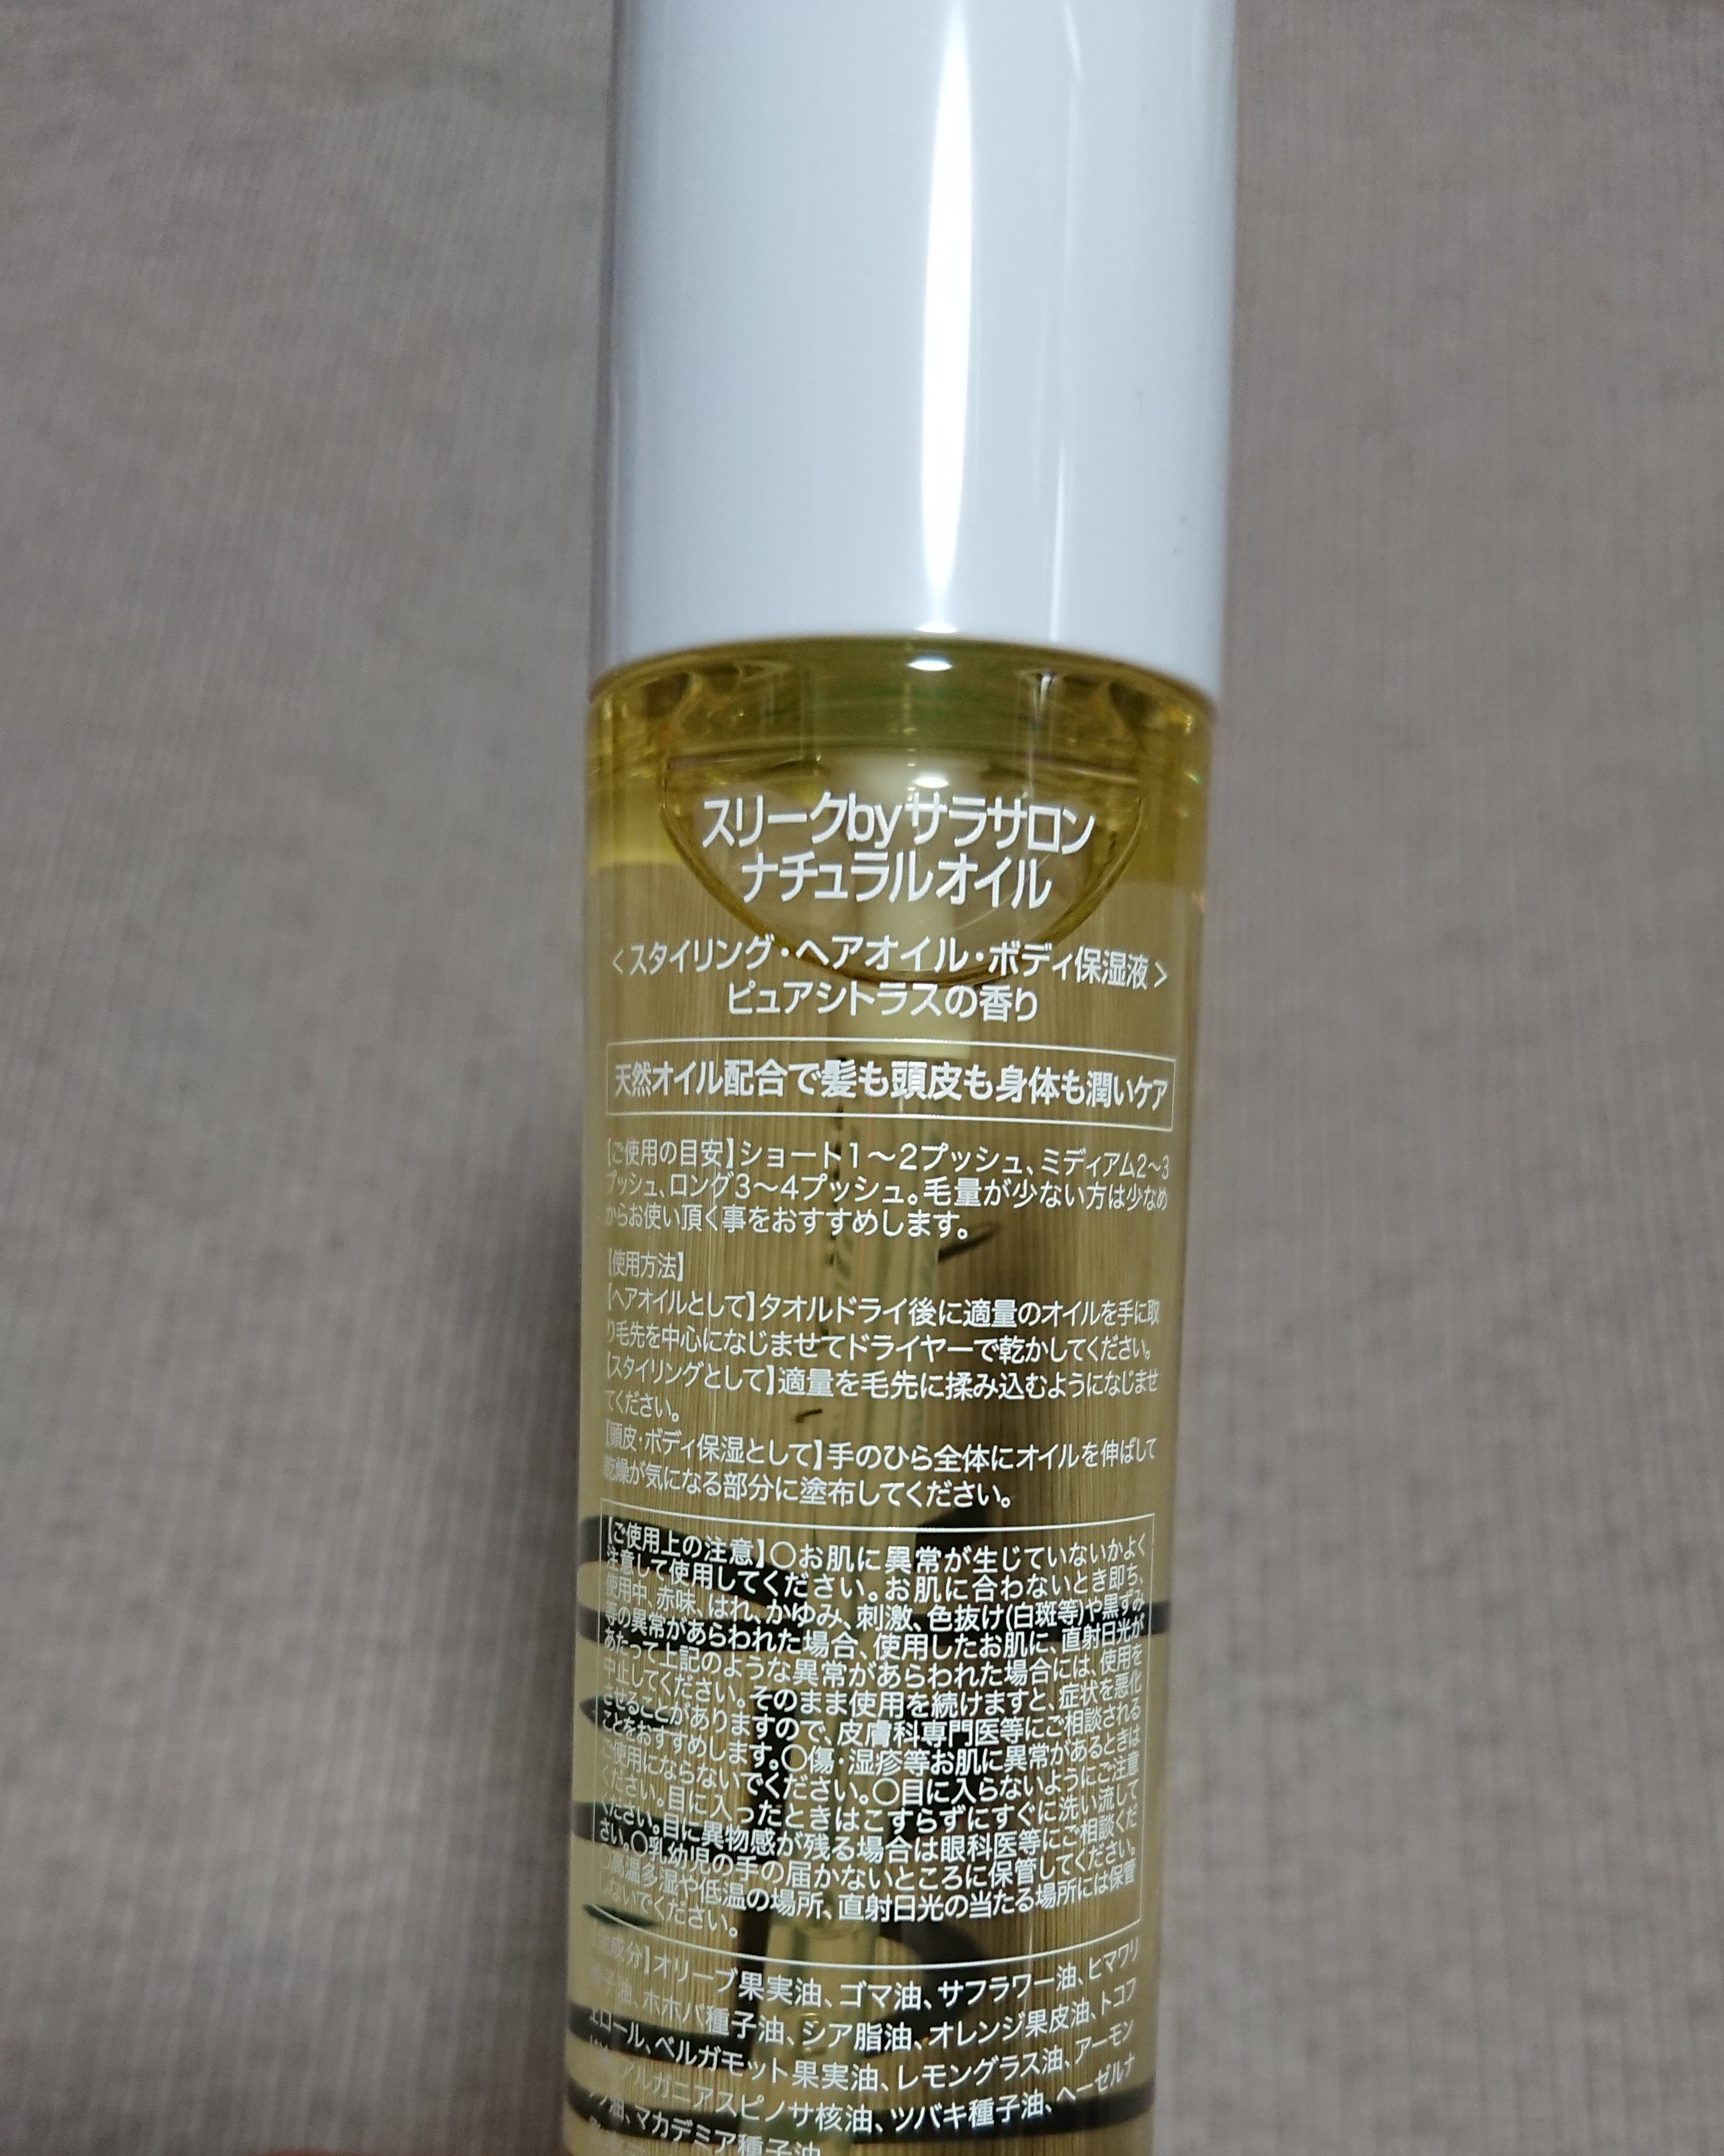 スリークbyサラサロン
ナチュラルオイル
<スタイリング・ヘアオイル・ボディ保湿液>
ピュアシトラスの香り
天然オイル配合で髪も頭皮も身体も潤いケア
【ご使用の目安】ショート1〜2プッシュ、ミディアム2〜3
プッシュ、ロング3〜4プッシュ。毛量が少ない方は少なめ
からお使い頂く事をおすすめします。
【使用方法】
【ヘアオイルとして】タオルドライ後に適量のオイルを手に取
り毛先を中心になじませてドライヤーで乾かしてください。
【スタイリングとして】適量を毛先に揉み込むようになじませ
てください。
【頭皮・ボディ保湿として】手のひら全体にオイルを伸ばして
乾燥が気になる部分に塗布してください。
【ご使用上の注意】〇お肌に異常が生じていないかよく
注意して使用してください。お肌に合わないとき即ち、
使用中、赤味、はれ、かゆみ、刺激、色抜け(白斑等)や黒ずみ
等の異常があらわれた場合、使用したお肌に、直射日光が
あたって上記のような異常があらわれた場合には、使用を
中止してください。そのまま使用を続けますと、症状を悪化
させることがありますので、皮膚科専門医等にご相談される
ことをおすすめします。〇傷・湿疹等お肌に異常があるときは
ご使用にならないでください。〇目に入らないようにご注意
ください。目に入ったときはこすらずにすぐに洗い流して
ください。目に異物感が残る場合は眼科医等にご相談くだ
さい。〇乳幼児の手の届かないところに保管してください。
〇高温多湿や低温の場所、直射日光の当たる場所には保管
しないでください。
成分】オリーブ果実油、ゴマ油、サフラワー油、ヒマワリ
種子油、ホホバ種子油、シア脂油、オレンジ果皮油、トコフ
ェロール、ベルガモット果実油、レモングラス油、アーモン
ド油、アルガニアスピノサ核油、ツバキ種子油、ヘーゼルナ
ッツ油、マカデミア種子油